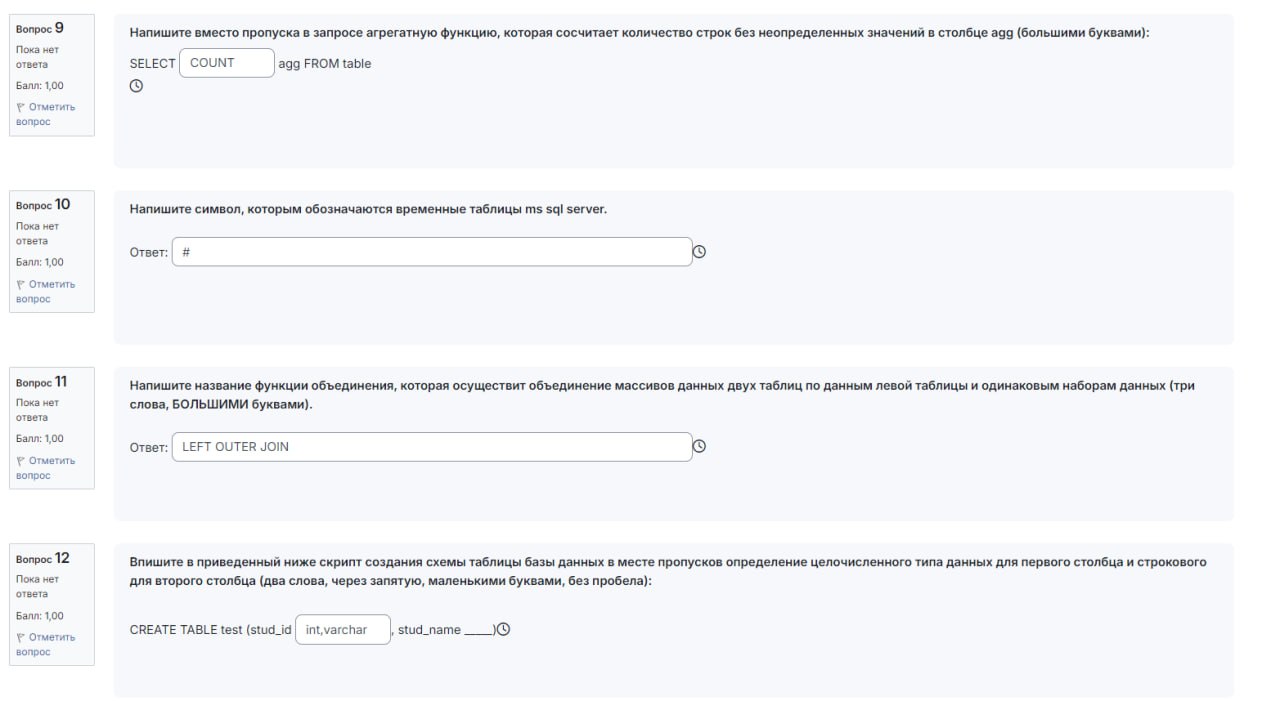 Вопрос 9
Пока нет
ответа
Балл: 1,00
Отметить
вопрос
Напишите вместо пропуска в запросе агрегатную функцию, которая сосчитает количество строк без неопределенных значений в столбце agg (большими буквами):
SELECT COUNT agg FROM table
Вопрос 10
Пока нет
ответа
Балл: 1,00
Отметить
вопрос
Напишите символ, которым обозначаются временные таблицы ms sql server.
Ответ: #
Вопрос 11
Пока нет
ответа
Балл: 1,00
Отметить
вопрос
Напишите название функции объединения, которая осуществит объединение массивов данных двух таблиц по данным левой таблицы и одинаковым наборам данных (три
слова, БОЛЬШИМИ буквами).
Ответ: LEFT OUTER JOIN
Вопрос 12
Пока нет
ответа
Балл: 1,00
Отметить
вопрос
Впишите в приведенный ниже скрипт создания схемы таблицы базы данных в месте пропусков определение целочисленного типа данных для первого столбца и строкового
для второго столбца (два слова, через запятую, маленькими буквами, без пробела):
CREATE TABLE test (stud_id int,varchar , stud_name _____)